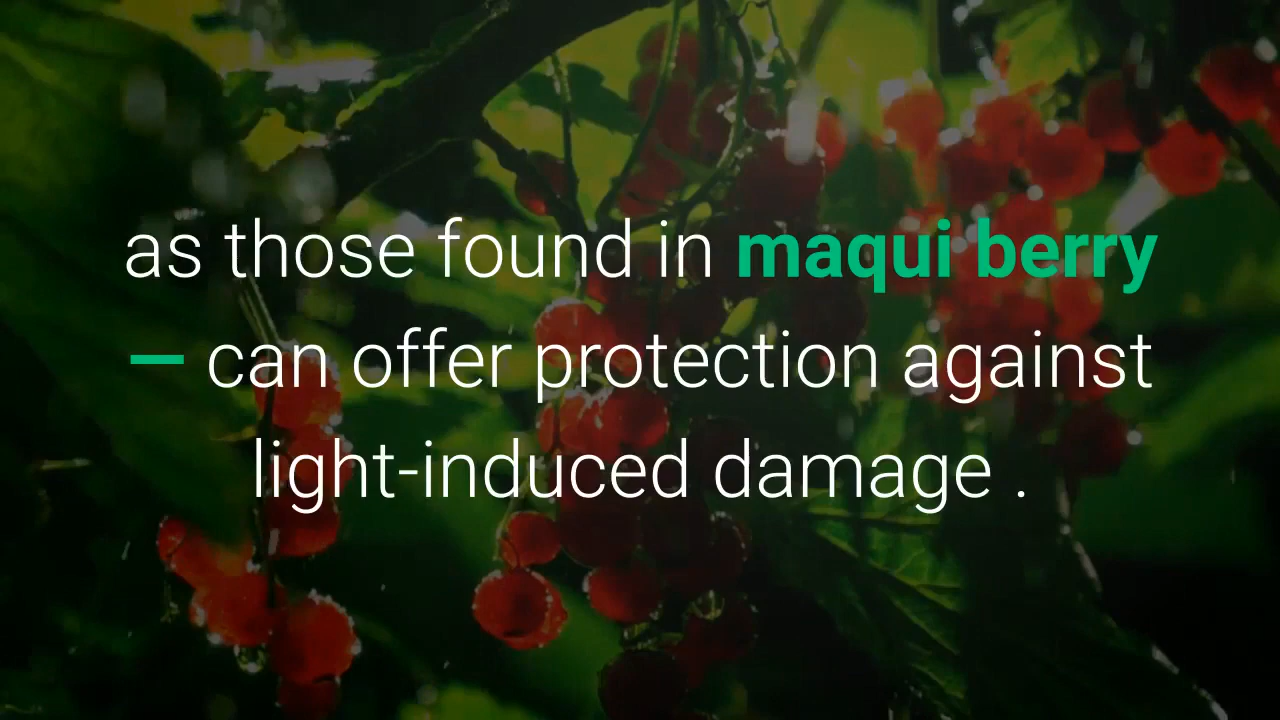 as those found in maqui berry
— can offer protection against
light-induced damage .